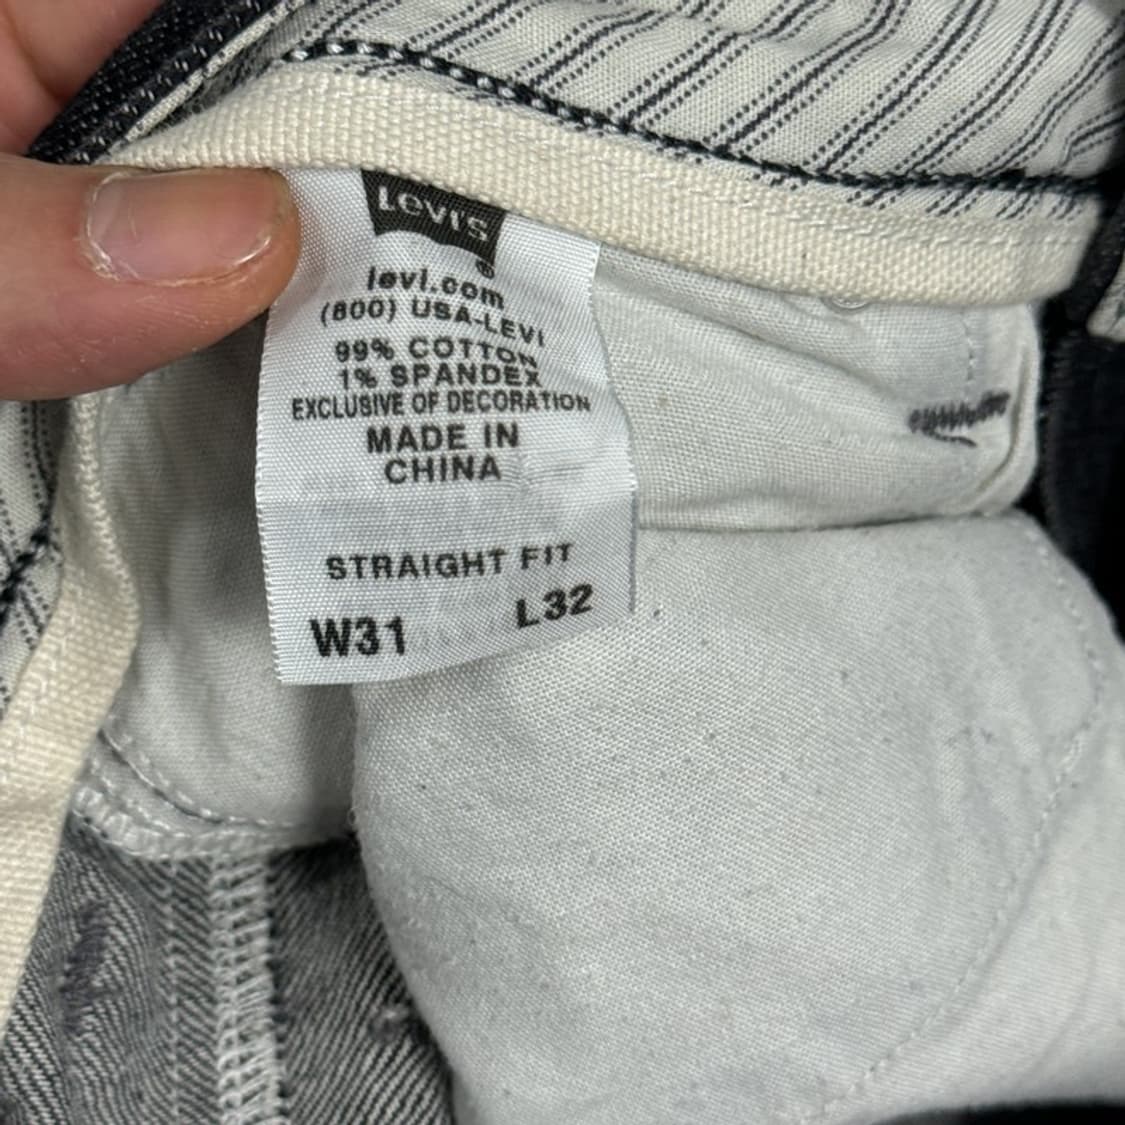 Levi's
®
levi.com
(800) USA-LEVI
99% COTTON
1% SPANDEX
EXCLUSIVE OF DECORATION
MADE IN
CHINA
STRAIGHT FIT
W31 L32